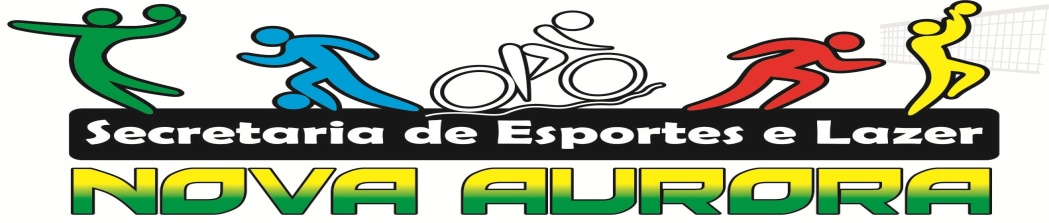 Secretaria de Esportes e Lazer
NOVA AURORA